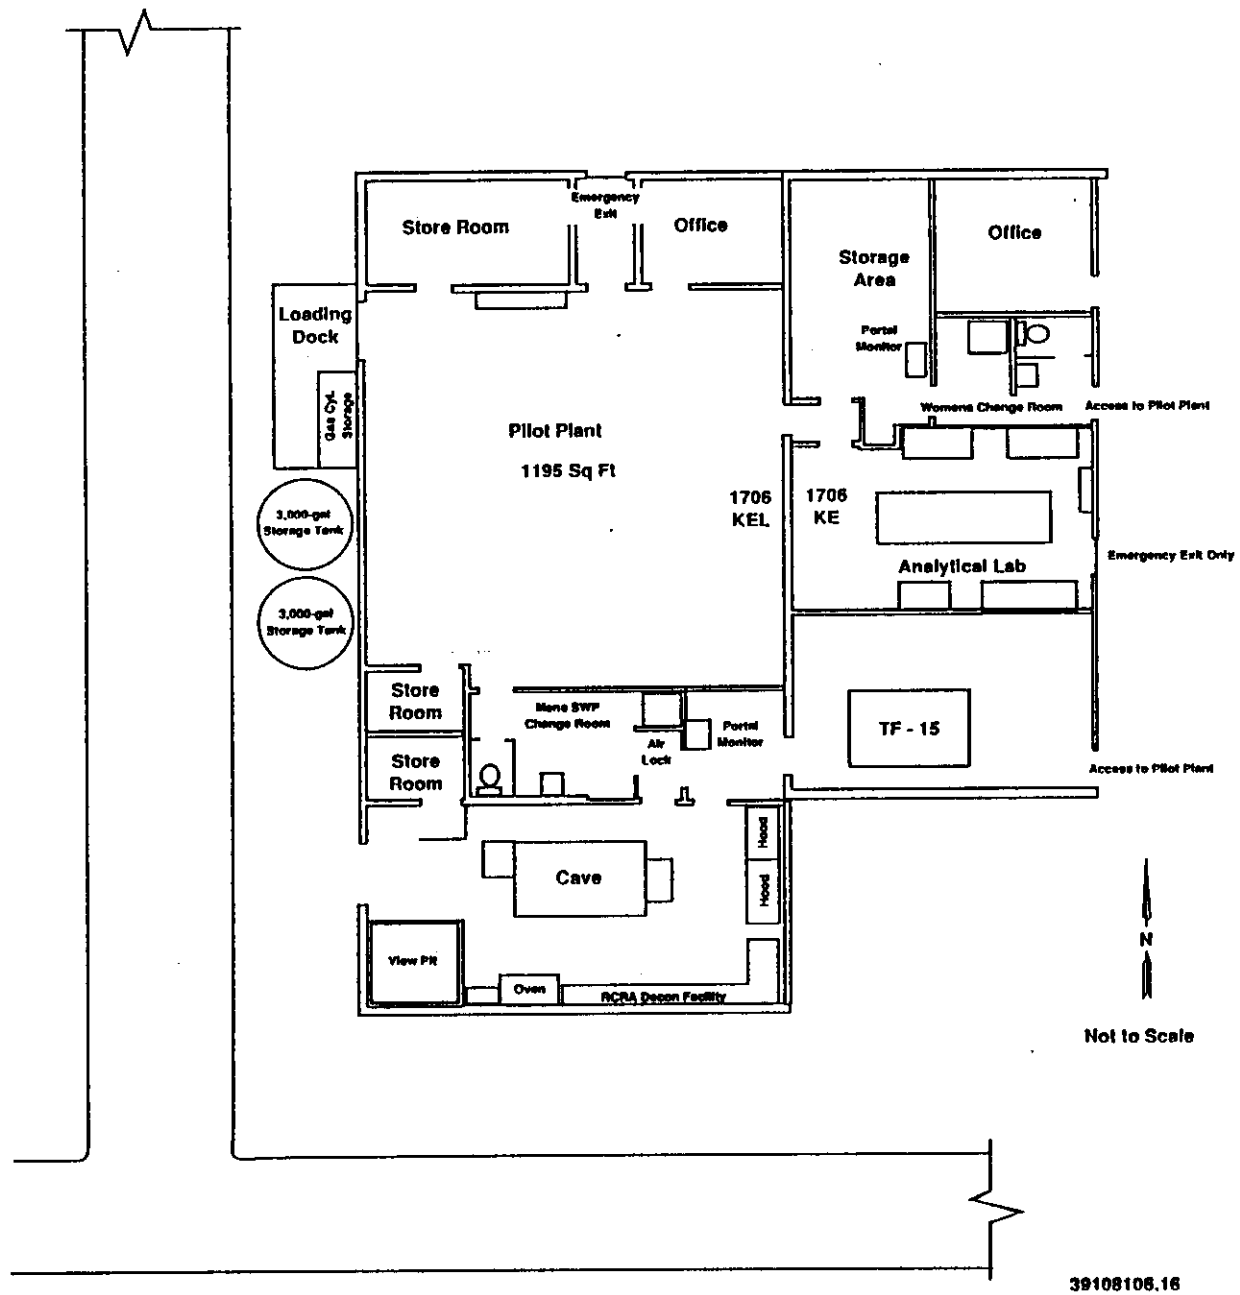 Emergency
Exit
Store Room
Office
Office
Storage
Area
Loading
Dock
Portal
Monitor
Gas Cyl.
Storage
Womens Change Room
Access to Pilot Plant
Pilot Plant
1195 Sq Ft
1706
KEL
1706
KE
3,000-gal
Storage Tank
Emergency Exit Only
Analytical Lab
3,000-gal
Storage Tank
Store
Room
Mens SWP
Change Room
Portal
Monitor
TF - 15
Air
Lock
Store
Room
Access to Pilot Plant
Hood
Cave
Hood
View Pit
N
Oven
RCRA Decon Facility
Not to Scale
39108106.16